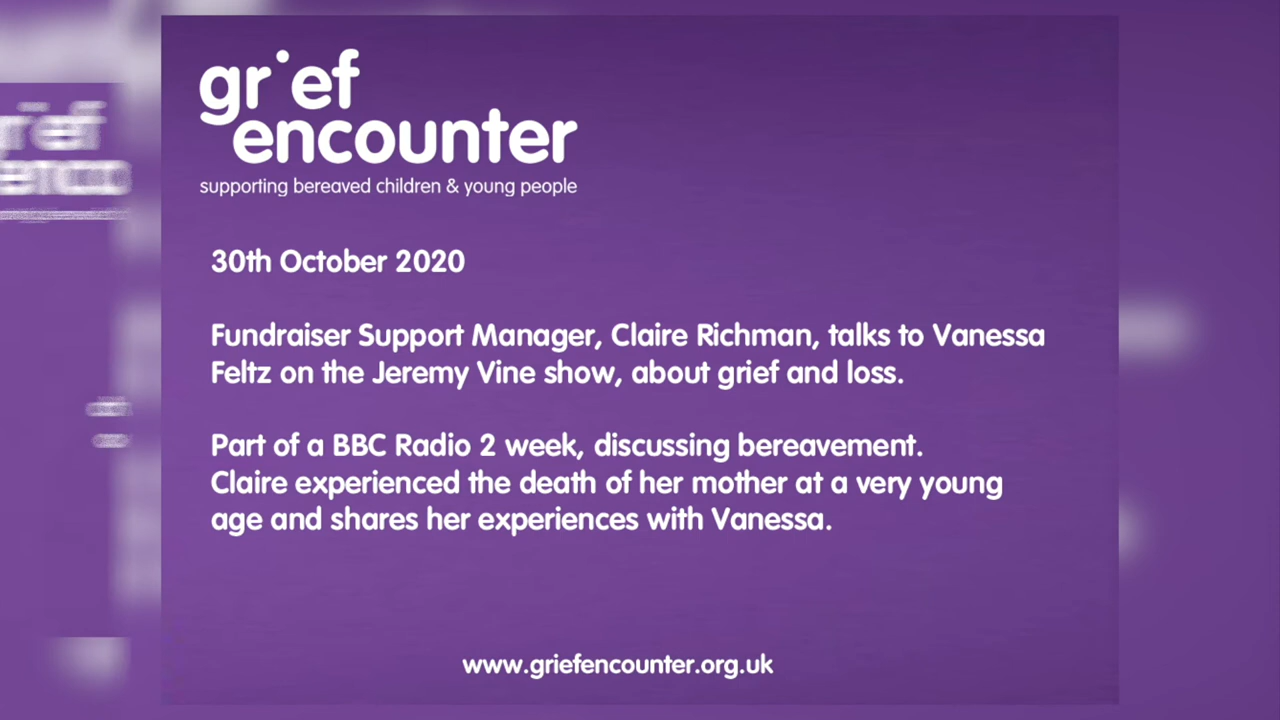 grief
encounter
supporting bereaved children & young people
30th October 2020
Fundraiser Support Manager, Claire Richman, talks to Vanessa
Feltz on the Jeremy Vine show, about grief and loss.
Part of a BBC Radio 2 week, discussing bereavement.
Claire experienced the death of her mother at a very young
age and shares her experiences with Vanessa.
www.griefencounter.org.uk